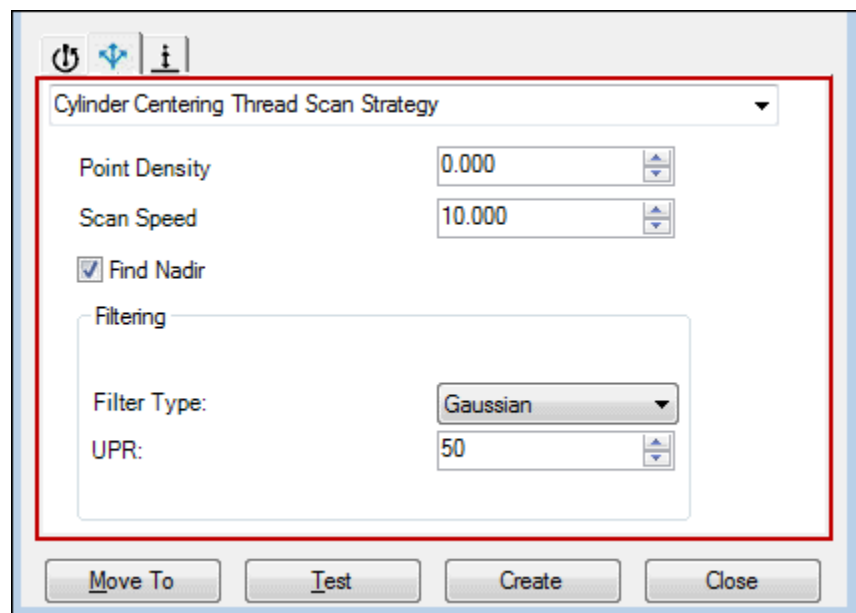 Cylinder Centering Thread Scan Strategy
Point Density 0.000
Scan Speed 10.000
Find Nadir
Filtering
Filter Type: Gaussian
UPR: 50
Move To Test Create Close